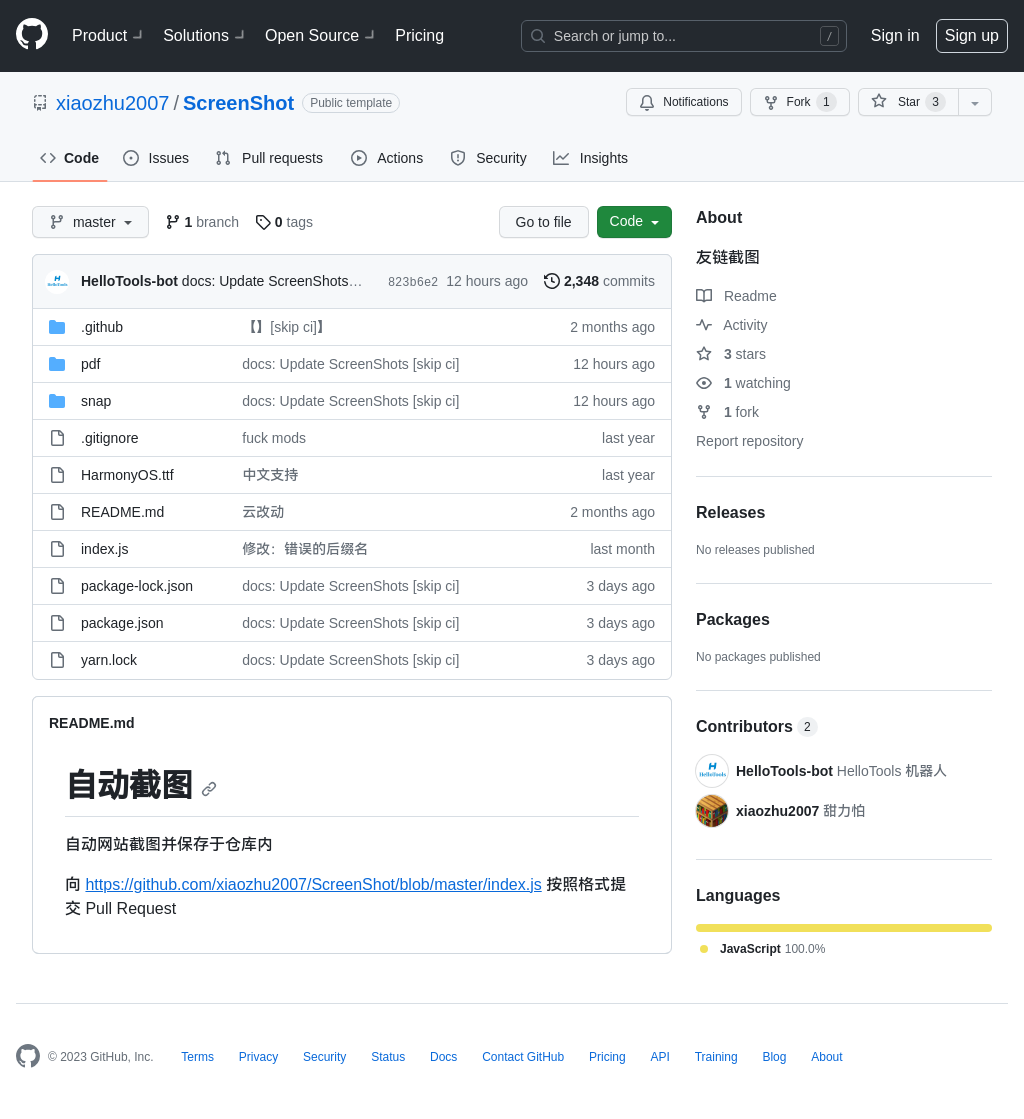 Product Solutions Open Source Pricing Search or jump to... / Sign in Sign up
xiaozhu2007 / ScreenShot Public template Notifications Fork 1 Star 3
Code Issues Pull requests Actions Security Insights
master 1 branch 0 tags Go to file Code
HelloTools-bot docs: Update ScreenShots… 823b6e2 12 hours ago 2,348 commits
.github 【】[skip ci]】 2 months ago
pdf docs: Update ScreenShots [skip ci] 12 hours ago
snap docs: Update ScreenShots [skip ci] 12 hours ago
.gitignore fuck mods last year
HarmonyOS.ttf 中文支持 last year
README.md 云改动 2 months ago
index.js 修改：错误的后缀名 last month
package-lock.json docs: Update ScreenShots [skip ci] 3 days ago
package.json docs: Update ScreenShots [skip ci] 3 days ago
yarn.lock docs: Update ScreenShots [skip ci] 3 days ago
README.md
自动截图
自动网站截图并保存于仓库内
向 https://github.com/xiaozhu2007/ScreenShot/blob/master/index.js 按照格式提
交 Pull Request
About
友链截图
Readme
Activity
3 stars
1 watching
1 fork
Report repository
Releases
No releases published
Packages
No packages published
Contributors 2
HelloTools-bot HelloTools 机器人
xiaozhu2007 甜力怕
Languages
JavaScript 100.0%
© 2023 GitHub, Inc. Terms Privacy Security Status Docs Contact GitHub Pricing API Training Blog About